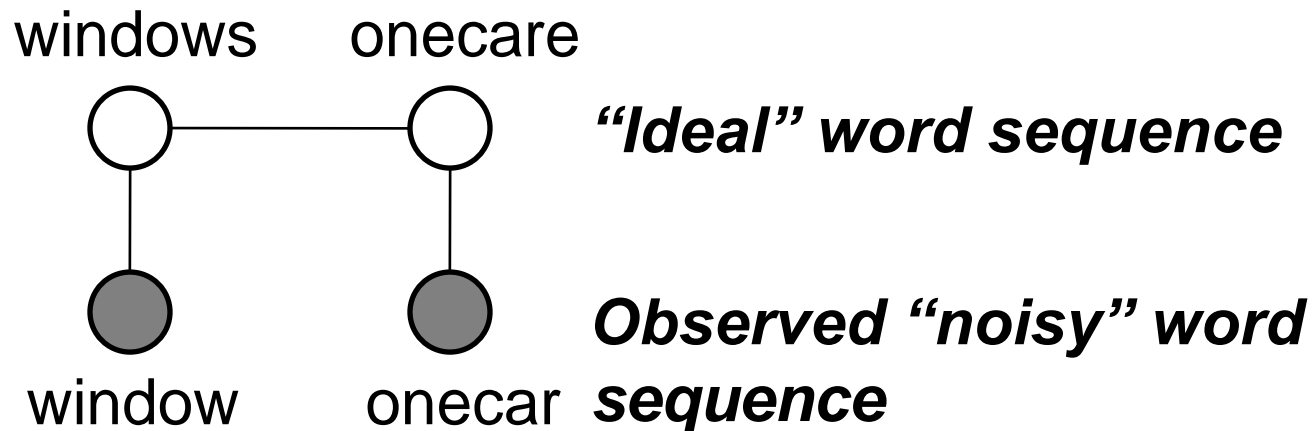 windows onecare
“Ideal” word sequence
Observed “noisy” word
window onecar sequence